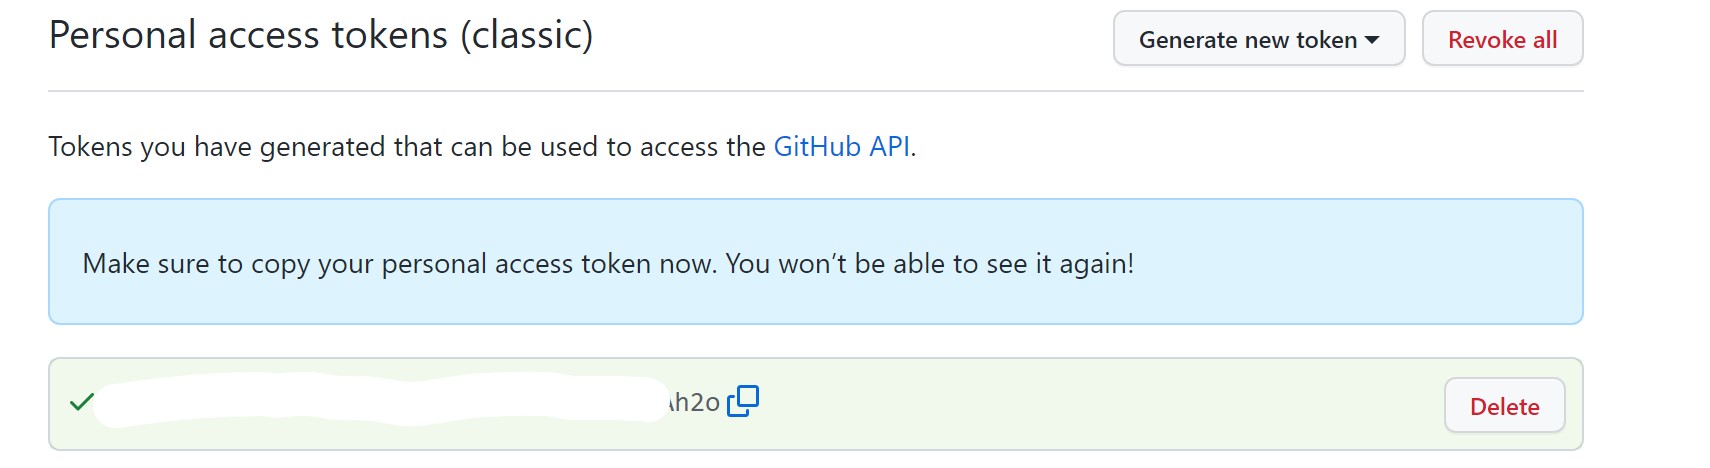 Personal access tokens (classic)
Generate new token
Revoke all
Tokens you have generated that can be used to access the GitHub API.
Make sure to copy your personal access token now. You won’t be able to see it again!
h2o
Delete